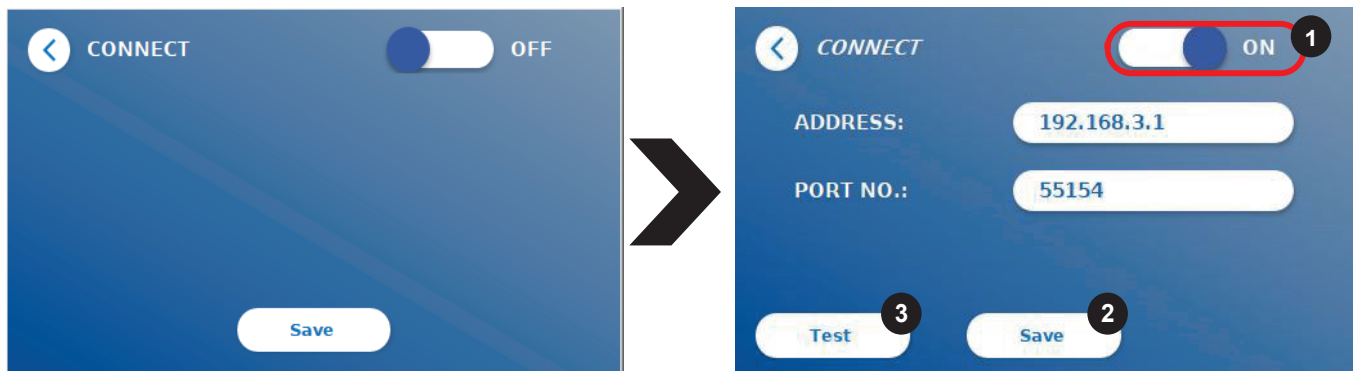 CONNECT OFF
Save
CONNECT ON 1
ADDRESS: 192.168.3.1
PORT NO.: 55154
Test 3 Save 2